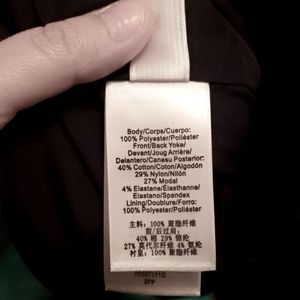 Body/Corps/Cuerpo:
100% Polyester/Poliéster
Front/Back Yoke/
Devant/Joug Arrière/
Delantero/Canesu Posterior:
40% Cotton/Coton/Algodón
29% Nylon/Nilón
27% Modal
4% Elastane/Élasthanne/
Elastano/Spandex
Lining/Doublure/Forro:
100% Polyester/Poliéster
主料: 100% 聚酯纤维
前/后过肩:
40% 棉 29% 锦纶
27% 莫代尔纤维 4% 氨纶
衬里: 100% 聚酯纤维